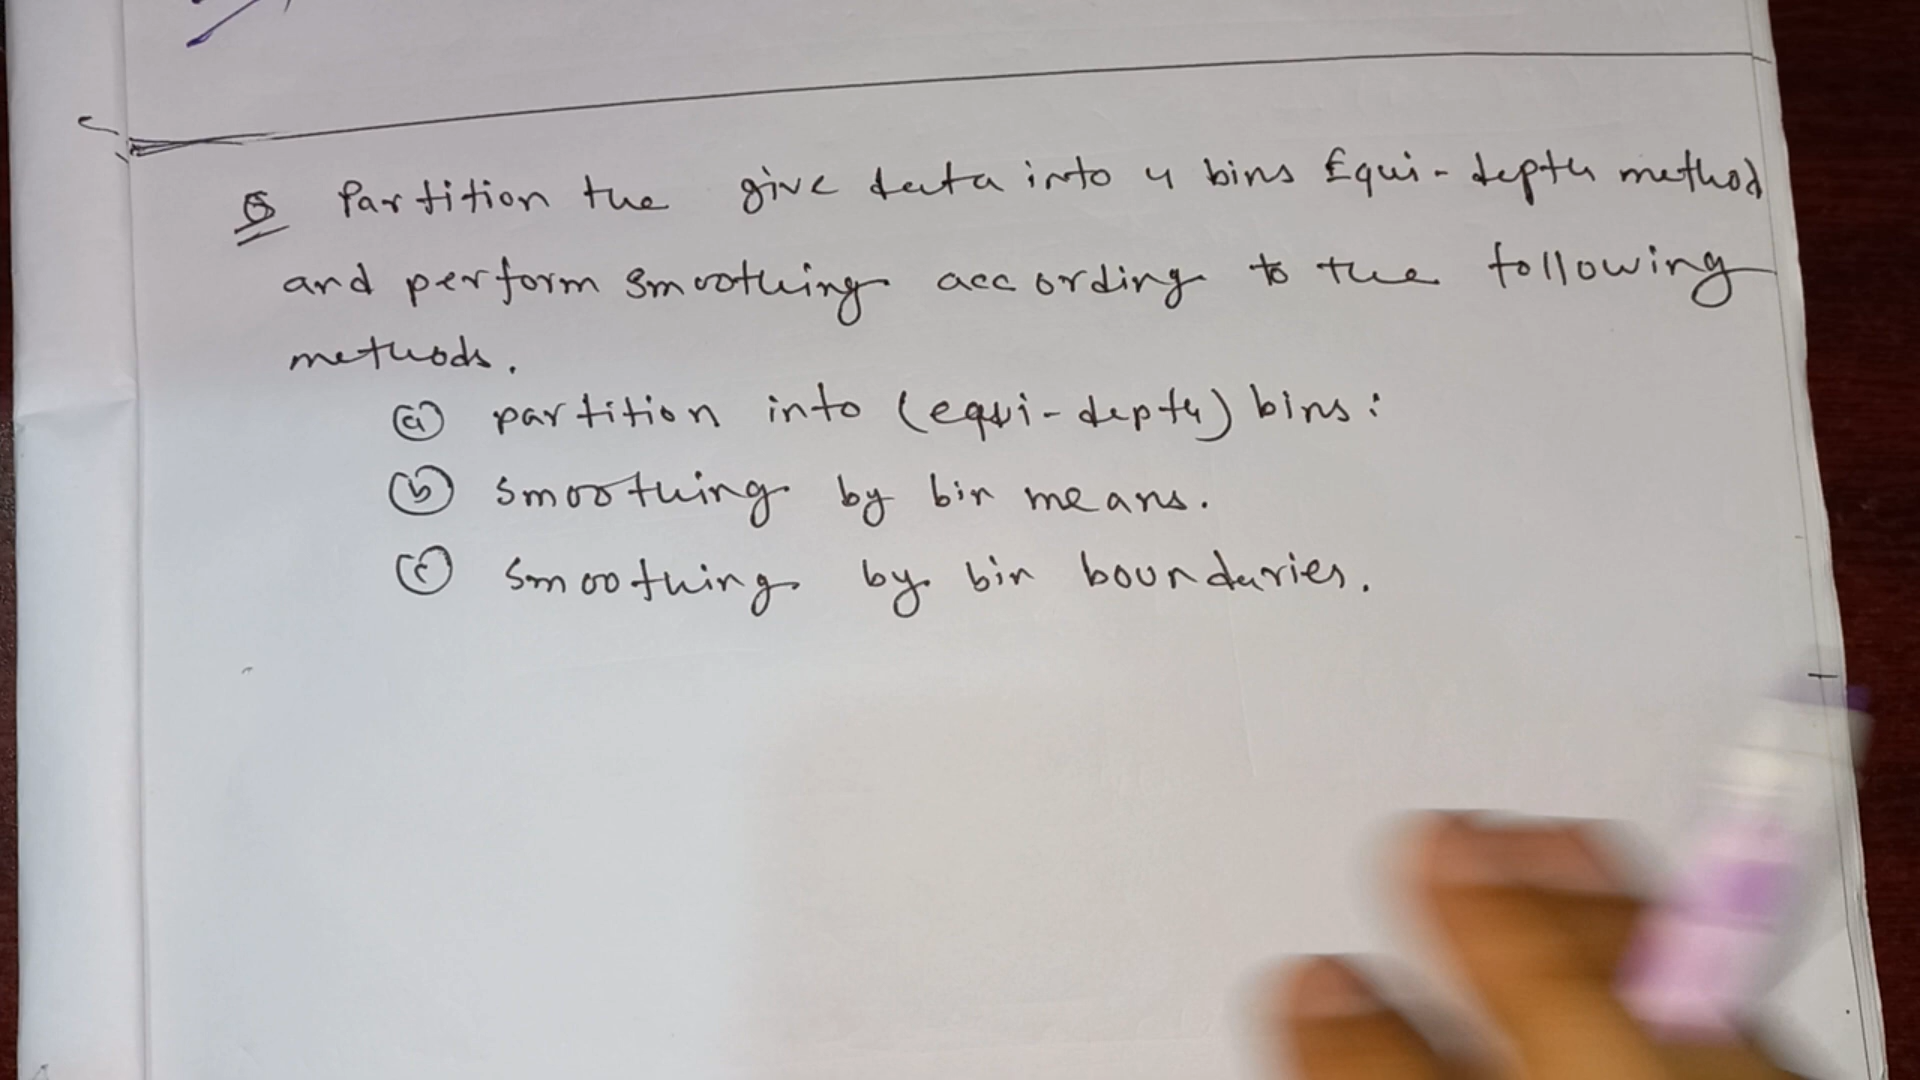 Q Partition the give data into 4 bins Equi-depth method
and perform smoothing according to the following
methods.
(a) partition into (equi-depth) bins:
(b) smoothing by bin means.
(c) smoothing by bin boundaries.